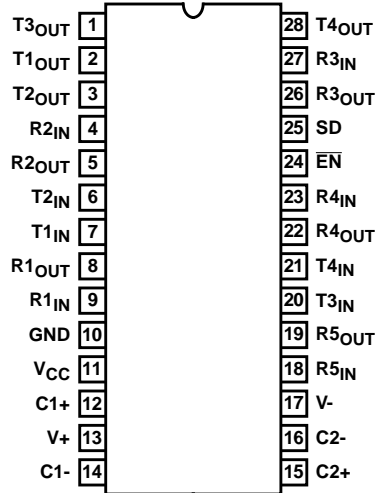 T3OUT 1 28 T4OUT
T1OUT 2 27 R3IN
T2OUT 3 26 R3OUT
R2IN 4 25 SD
R2OUT 5 24 EN
T2IN 6 23 R4IN
T1IN 7 22 R4OUT
R1OUT 8 21 T4IN
R1IN 9 20 T3IN
GND 10 19 R5OUT
VCC 11 18 R5IN
C1+ 12 17 V-
V+ 13 16 C2-
C1- 14 15 C2+